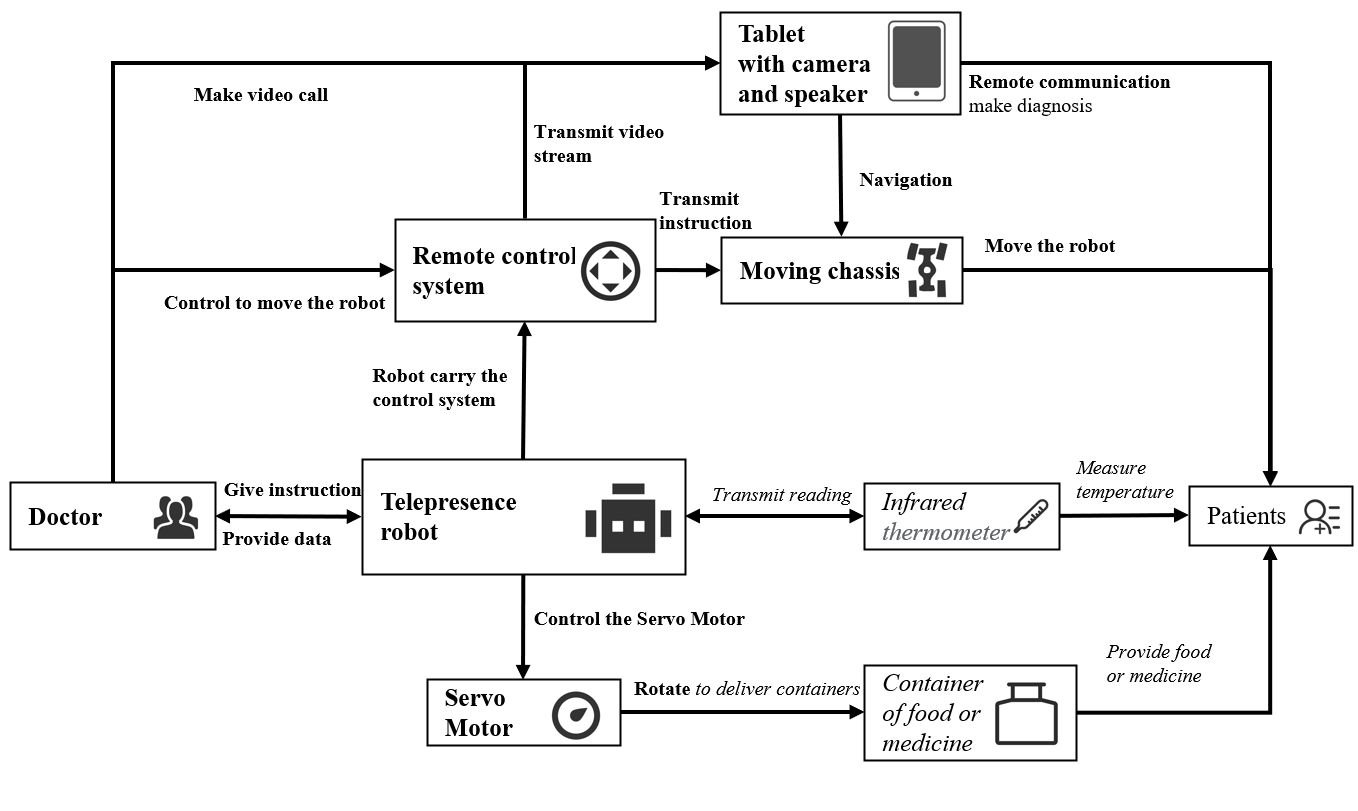 Tablet
with camera
and speaker
Make video call
Remote communication
make diagnosis
Transmit video
stream
Navigation
Transmit
instruction
Remote control
system
Moving chassis
Move the robot
Control to move the robot
Robot carry the
control system
Doctor
Give instruction
Provide data
Telepresence
robot
Transmit reading
Infrared
thermometer
Measure
temperature
Patients
Control the Servo Motor
Servo
Motor
Rotate to deliver containers
Container
of food or
medicine
Provide food
or medicine